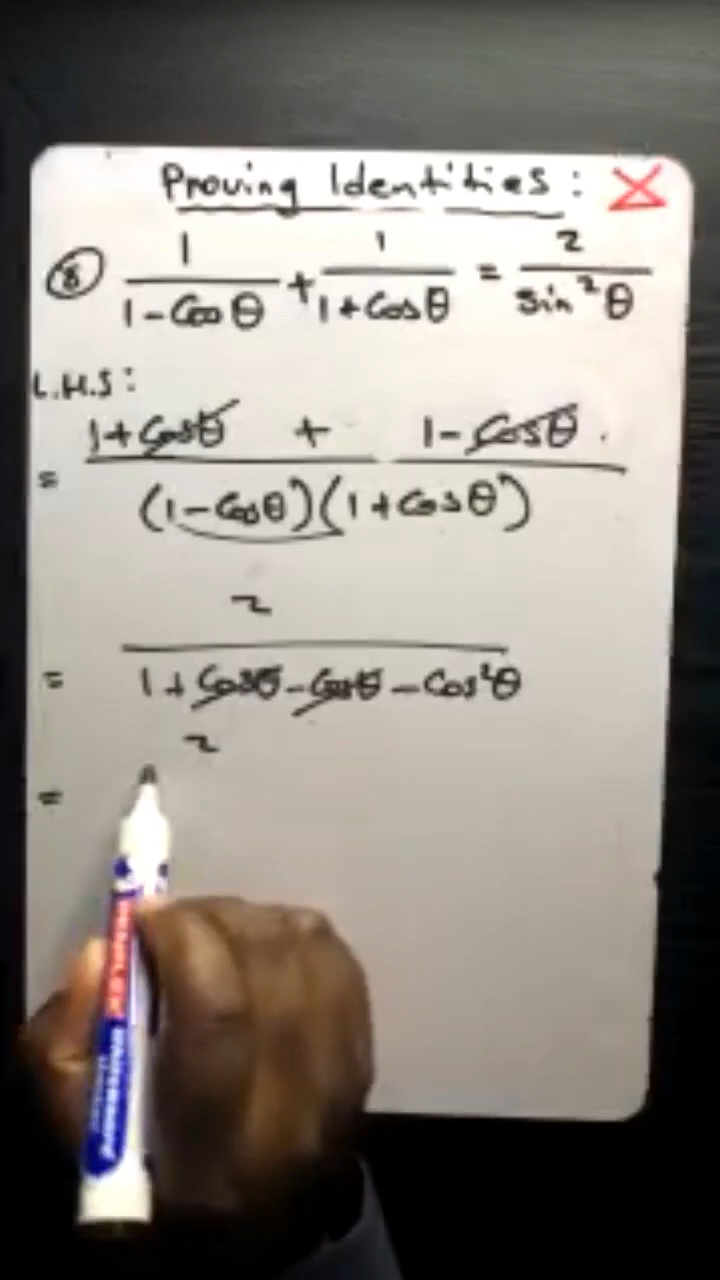 Proving Identities: X
⑧ 1/(1-Cosθ) + 1/(1+Cosθ) = 2/sin²θ
L.H.S:
= (1+Cosθ + 1-Cosθ)/((1-Cosθ)(1+Cosθ))
= 2/(1+Cosθ-Cosθ-Cos²θ)
= 2